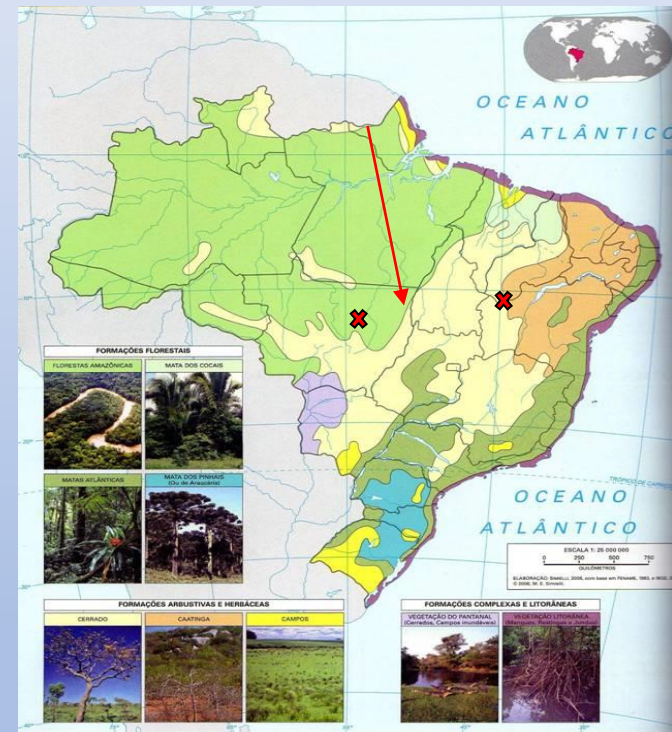 OCEANO
ATLÂNTICO
FORMAÇÕES FLORESTAIS
FLORESTAS AMAZÔNICAS
MATA DOS COCAIS
MATAS ATLÂNTICAS
MATA DOS PINHAIS
(Ou de Araucária)
TRÓPICO DE
OCEANO
ATLÂNTICO
ESCALA 1: 25 000 000
0 250 500 750
QUILÔMETROS
FORMAÇÕES ARBUSTIVAS E HERBÁCEAS
CERRADO
CAATINGA
CAMPOS
FORMAÇÕES COMPLEXAS E LITORÂNEAS
VEGETAÇÃO DO PANTANAL
(Cerrados, Campos inundáveis)
VEGETAÇÃO LITORÂNEA